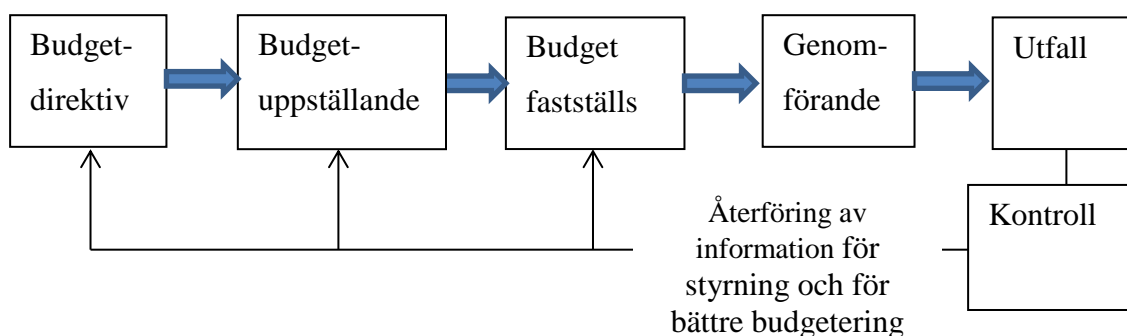 Budget-
direktiv
Budget-
uppställande
Budget
fastställs
Genom-
förande
Utfall
Kontroll
Återföring av
information för
styrning och för
bättre budgetering